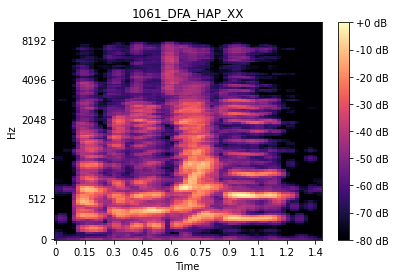 1061_DFA_HAP_XX
+0 dB
8192
-10 dB
4096
-20 dB
-30 dB
2048
Hz
-40 dB
1024
-50 dB
512
-60 dB
-70 dB
0
-80 dB
0 0.15 0.3 0.45 0.6 0.75 0.9 1.1 1.2 1.4
Time